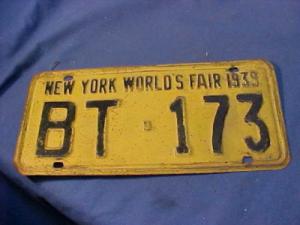 NEW YORK WORLD'S FAIR 1939
BT - 173